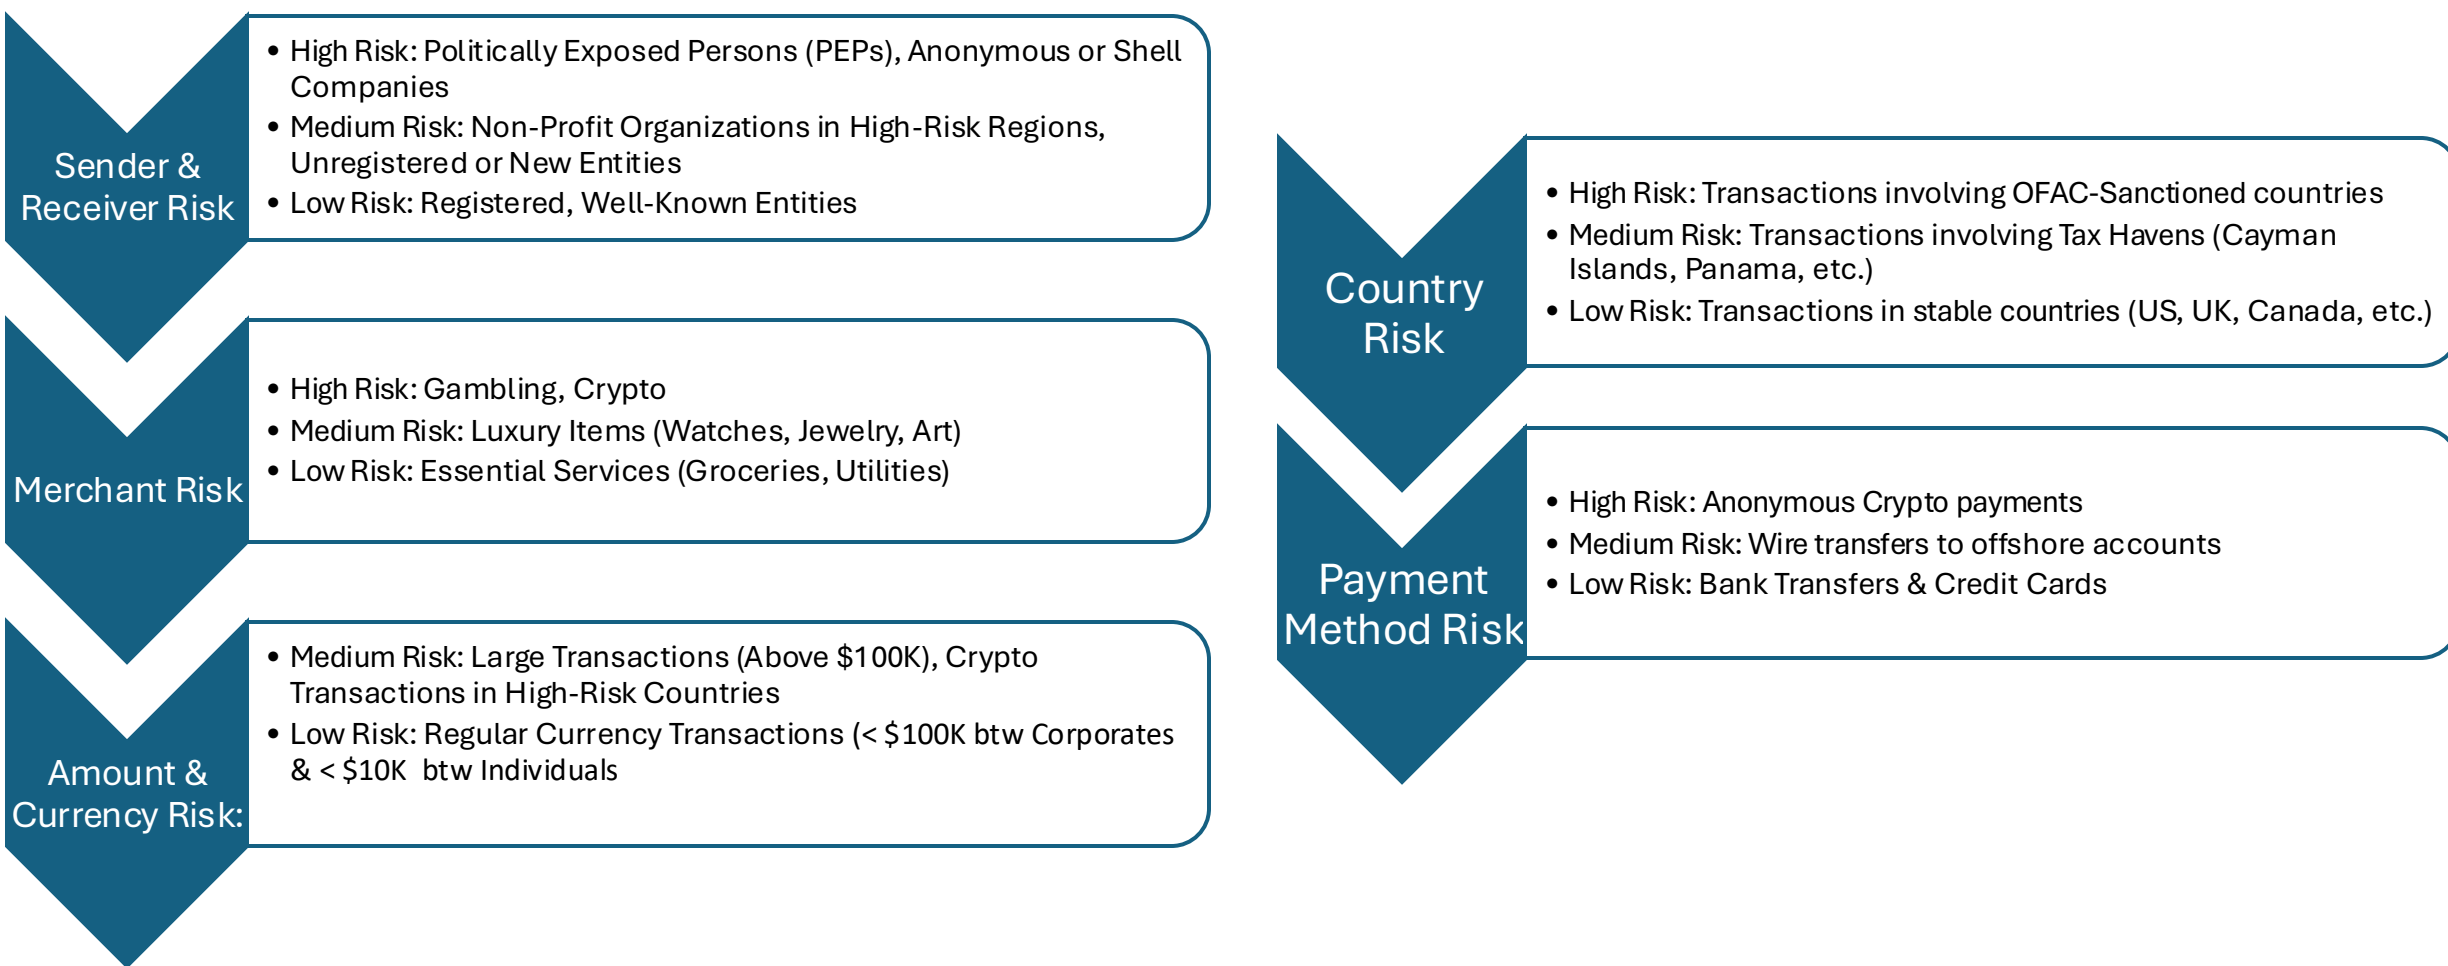 Sender &
Receiver Risk
• High Risk: Politically Exposed Persons (PEPs), Anonymous or Shell
Companies
• Medium Risk: Non-Profit Organizations in High-Risk Regions,
Unregistered or New Entities
• Low Risk: Registered, Well-Known Entities
Merchant Risk
• High Risk: Gambling, Crypto
• Medium Risk: Luxury Items (Watches, Jewelry, Art)
• Low Risk: Essential Services (Groceries, Utilities)
Amount &
Currency Risk:
• Medium Risk: Large Transactions (Above $100K), Crypto
Transactions in High-Risk Countries
• Low Risk: Regular Currency Transactions (< $100K btw Corporates
& < $10K btw Individuals
Country
Risk
• High Risk: Transactions involving OFAC-Sanctioned countries
• Medium Risk: Transactions involving Tax Havens (Cayman
Islands, Panama, etc.)
• Low Risk: Transactions in stable countries (US, UK, Canada, etc.)
Payment
Method Risk
• High Risk: Anonymous Crypto payments
• Medium Risk: Wire transfers to offshore accounts
• Low Risk: Bank Transfers & Credit Cards